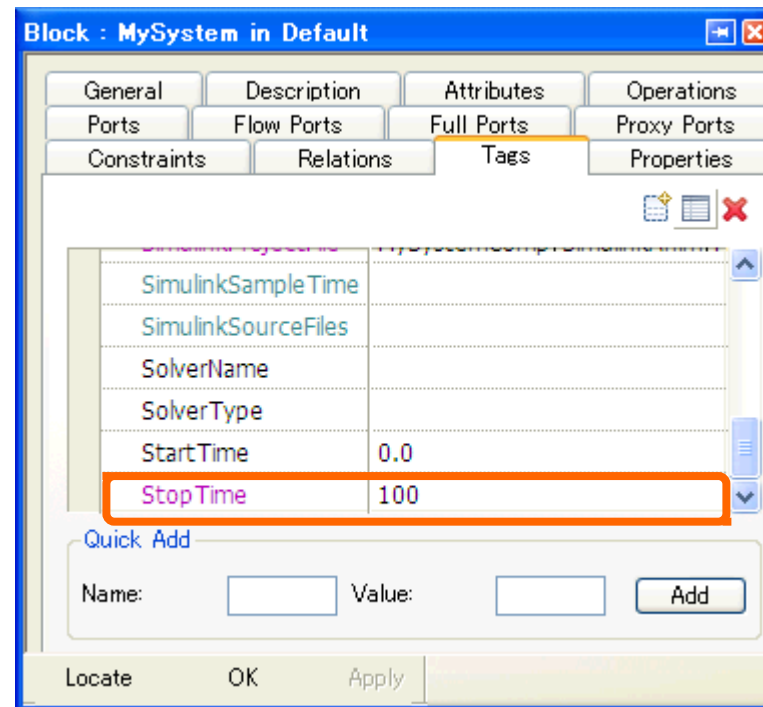 Block : MySystem in Default
General Description Attributes Operations
Ports Flow Ports Full Ports Proxy Ports
Constraints Relations Tags Properties
SimulinkSampleTime
SimulinkSourceFiles
SolverName
SolverType
StartTime 0.0
StopTime 100
Quick Add
Name: Value: Add
Locate OK Apply